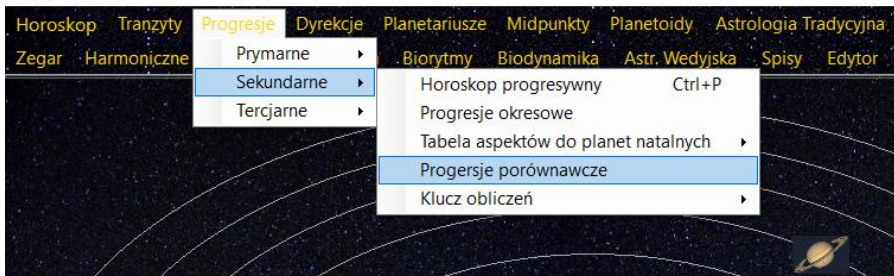 Horoskop Tranzyty Progresje Dyrekcje Planetariusze Midpunkty Planetoidy Astrologia Tradycyjna
Zegar Harmoniczne Biorytmy Biodynamika Astr. Wedyjska Spisy Edytor
Prymarne
Sekundarne
Tercjarne
Horoskop progresywny Ctrl+P
Progresje okresowe
Tabela aspektów do planet natalnych
Progersje porównawcze
Klucz obliczeń